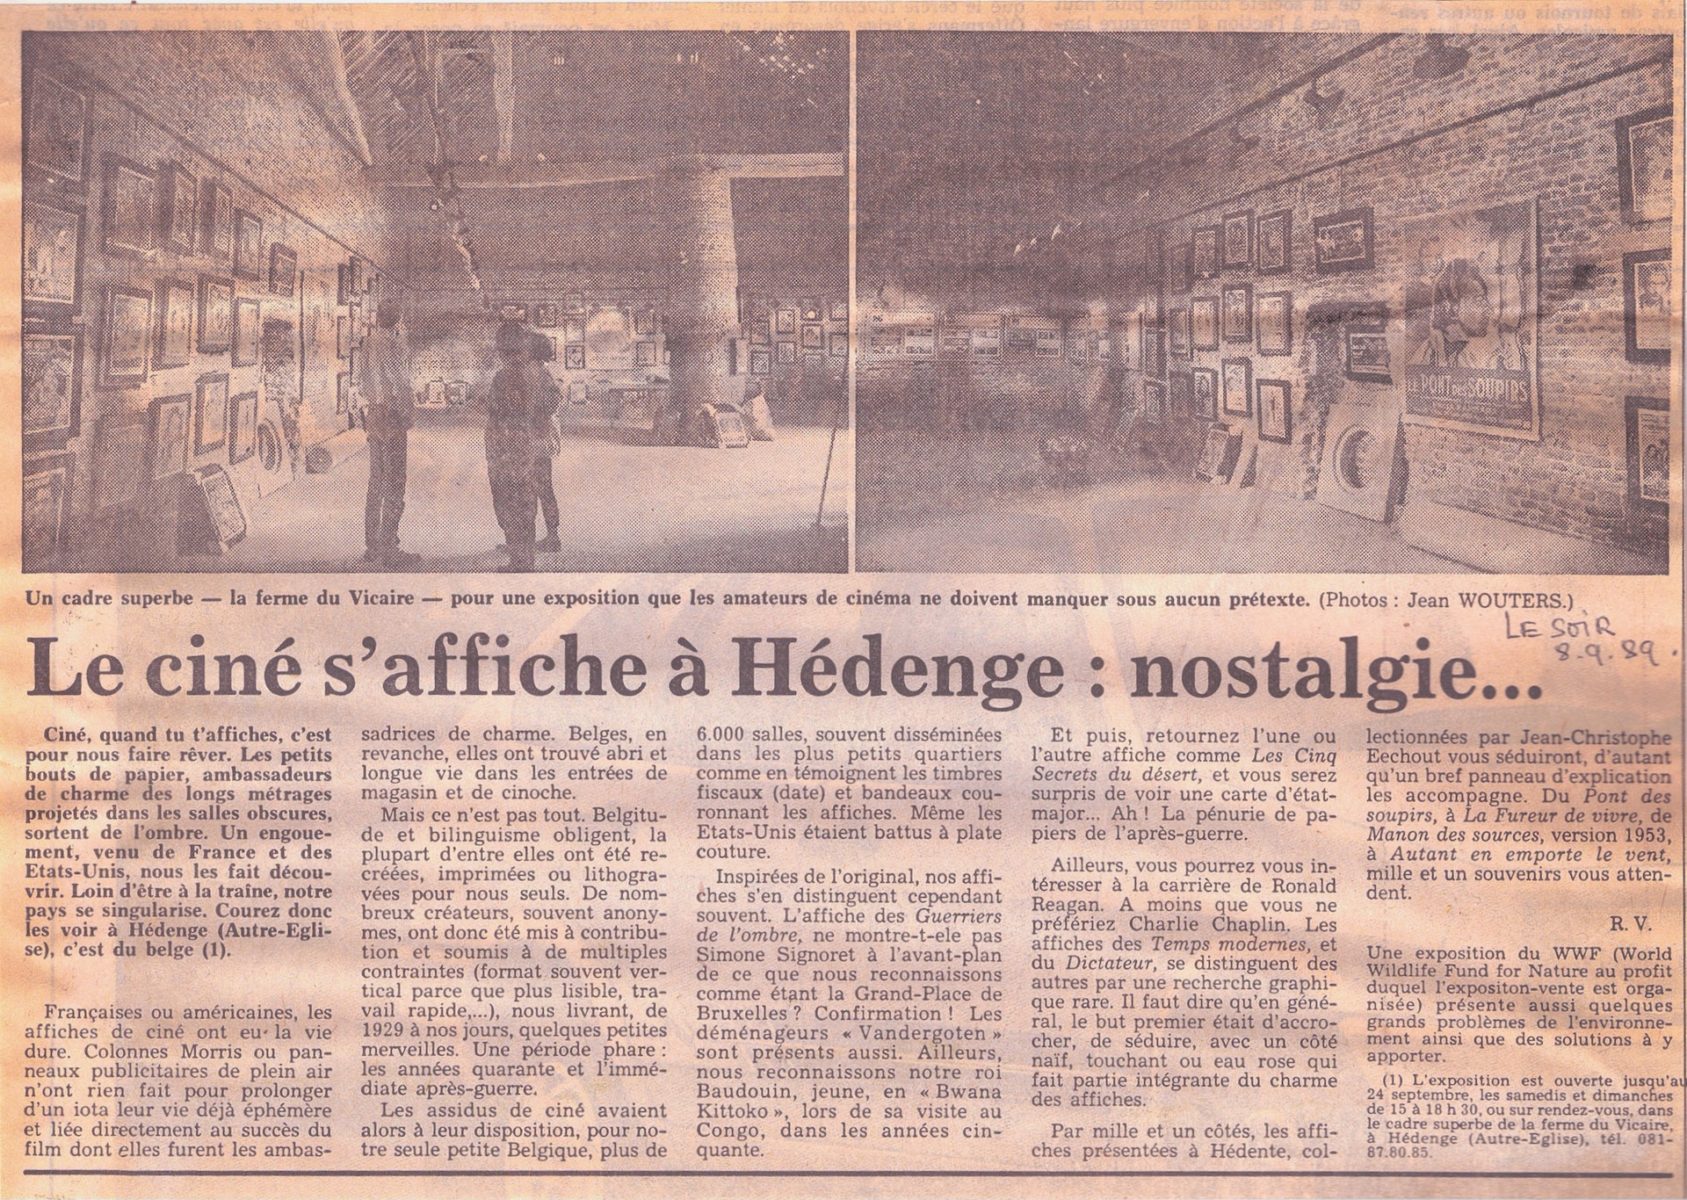 LE PONT DES SOUPIRS
Un cadre superbe — la ferme du Vicaire — pour une exposition que les amateurs de cinéma ne doivent manquer sous aucun prétexte. (Photos : Jean WOUTERS.)
LE SOIR
8.9.89.
Le ciné s'affiche à Hédenge : nostalgie...
Ciné, quand tu t'affiches, c'est
pour nous faire rêver. Les petits
bouts de papier, ambassadeurs
de charme des longs métrages
projetés dans les salles obscures,
sortent de l'ombre. Un engoue-
ment, venu de France et des
Etats-Unis, nous les fait décou-
vrir. Loin d'être à la traîne, notre
pays se singularise. Courez donc
les voir à Hédenge (Autre-Egli-
se), c'est du belge (1).
Françaises ou américaines, les
affiches de ciné ont eu la vie
dure. Colonnes Morris ou pan-
neaux publicitaires de plein air
n'ont rien fait pour prolonger
d'un iota leur vie déjà éphémère
et liée directement au succès du
film dont elles furent les ambas-
sadrices de charme. Belges, en
revanche, elles ont trouvé abri et
longue vie dans les entrées de
magasin et de cinoche.
Mais ce n'est pas tout. Belgitu-
de et bilinguisme obligent, la
plupart d'entre elles ont été re-
créées, imprimées ou lithogra-
vées pour nous seuls. De nom-
breux créateurs, souvent anony-
mes, ont donc été mis à contribu-
tion et soumis à de multiples
contraintes (format souvent ver-
tical parce que plus lisible, tra-
vail rapide,...), nous livrant, de
1929 à nos jours, quelques petites
merveilles. Une période phare :
les années quarante et l'immé-
diate après-guerre.
Les assidus de ciné avaient
alors à leur disposition, pour no-
tre seule petite Belgique, plus de
6.000 salles, souvent disséminées
dans les plus petits quartiers
comme en témoignent les timbres
fiscaux (date) et bandeaux cou-
ronnant les affiches. Même les
Etats-Unis étaient battus à plate
couture.
Inspirées de l'original, nos affi-
ches s'en distinguent cependant
souvent. L'affiche des Guerriers
de l'ombre, ne montre-t-ele pas
Simone Signoret à l'avant-plan
de ce que nous reconnaissons
comme étant la Grand-Place de
Bruxelles ? Confirmation ! Les
déménageurs « Vandergoten »
sont présents aussi. Ailleurs,
nous reconnaissons notre roi
Baudouin, jeune, en « Bwana
Kittoko », lors de sa visite au
Congo, dans les années cin-
quante.
Et puis, retournez l'une ou
l'autre affiche comme Les Cinq
Secrets du désert, et vous serez
surpris de voir une carte d'état-
major... Ah ! La pénurie de pa-
piers de l'après-guerre.
Ailleurs, vous pourrez vous in-
téresser à la carrière de Ronald
Reagan. A moins que vous ne
préfériez Charlie Chaplin. Les
affiches des Temps modernes, et
du Dictateur, se distinguent des
autres par une recherche graphi-
que rare. Il faut dire qu'en géné-
ral, le but premier était d'accro-
cher, de séduire, avec un côté
naïf, touchant ou eau rose qui
fait partie intégrante du charme
des affiches.
Par mille et un côtés, les affi-
ches présentées à Hédente, col-
lectionnées par Jean-Christophe
Eechout vous séduiront, d'autant
qu'un bref panneau d'explication
les accompagne. Du Pont des
soupirs, à La Fureur de vivre, de
Manon des sources, version 1953,
à Autant en emporte le vent,
mille et un souvenirs vous atten-
dent.
R. V.
Une exposition du WWF (World
Wildlife Fund for Nature au profit
duquel l'expositon-vente est orga-
nisée) présente aussi quelques
grands problèmes de l'environne-
ment ainsi que des solutions à y
apporter.
(1) L'exposition est ouverte jusqu'au
24 septembre, les samedis et dimanches
de 15 à 18 h 30, ou sur rendez-vous, dans
le cadre superbe de la ferme du Vicaire,
à Hédenge (Autre-Eglise), tél. 081-
87.80.85.